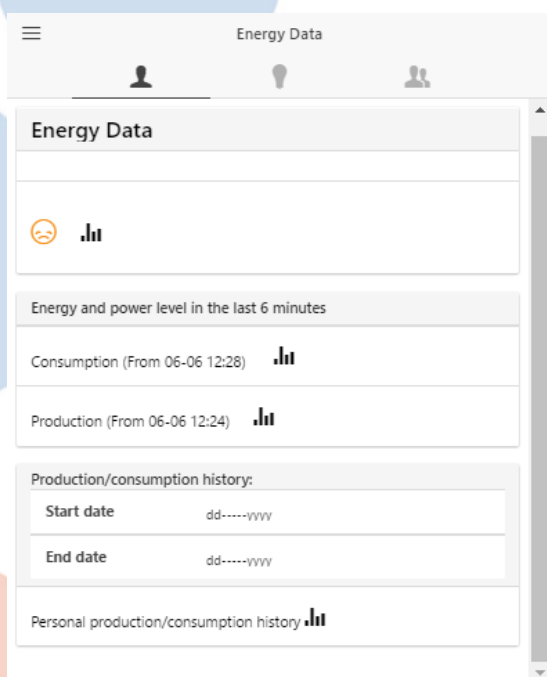 Energy Data
Energy Data
Energy and power level in the last 6 minutes
Consumption (From 06-06 12:28)
Production (From 06-06 12:24)
Production/consumption history:
Start date dd-----yyyy
End date dd-----yyyy
Personal production/consumption history